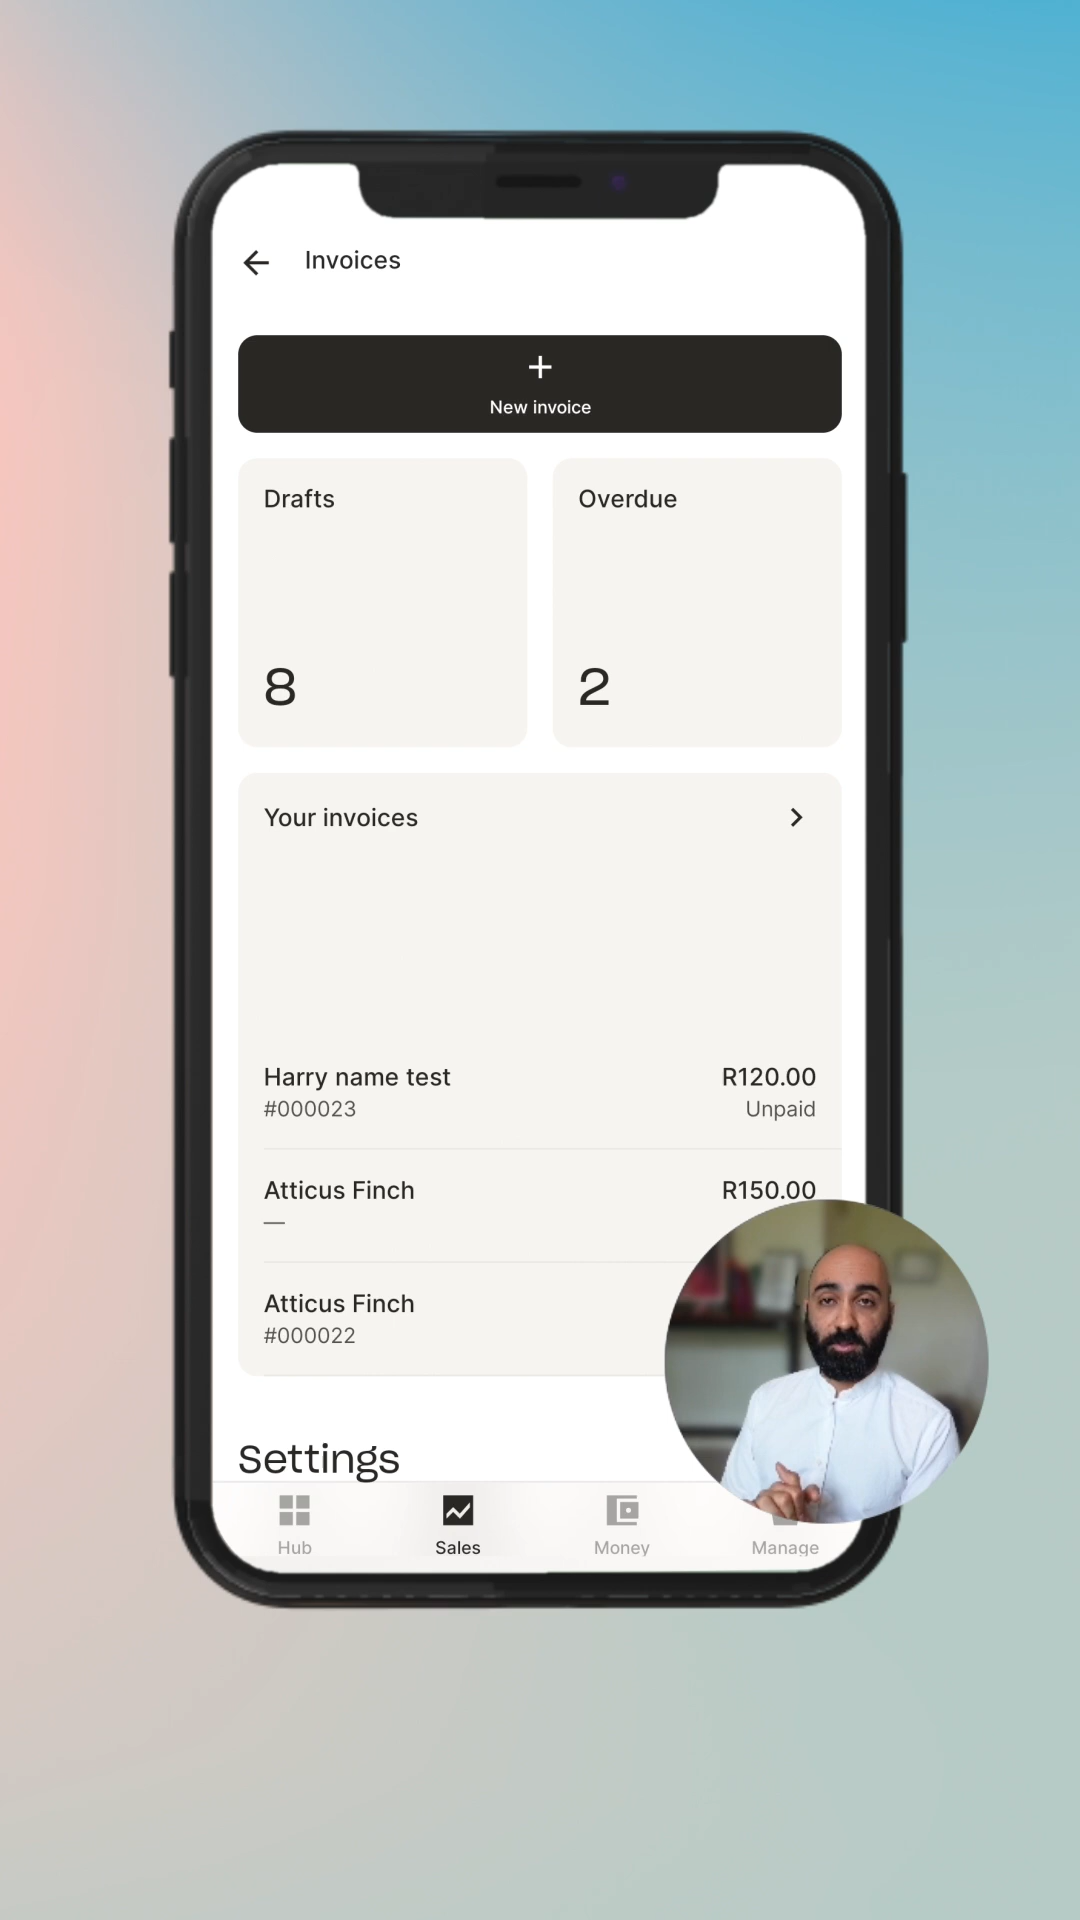 Invoices
New invoice
Drafts
Overdue
8
2
Your invoices
Harry name test
R120.00
#000023
Unpaid
Atticus Finch
R150.00
—
Atticus Finch
#000022
Settings
Hub
Sales
Money
Manage